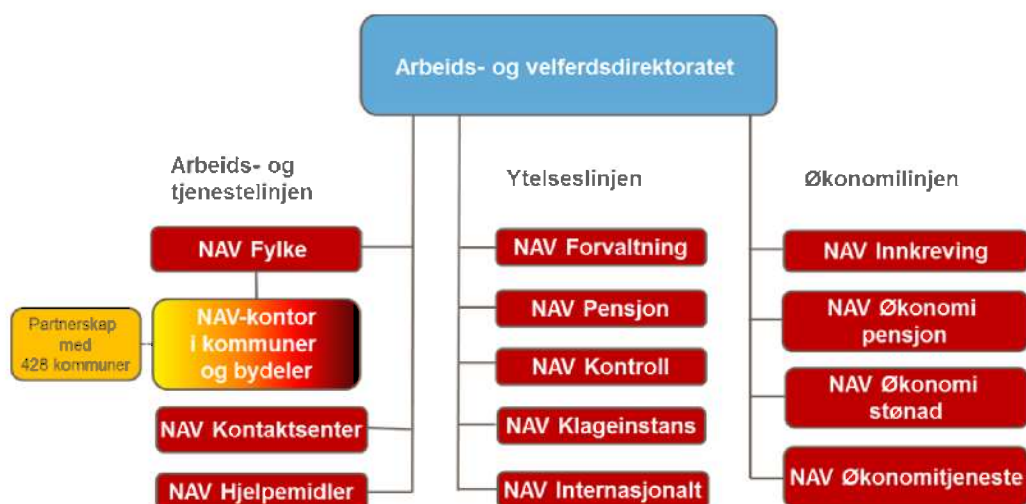 Arbeids- og velferdsdirektoratet
Arbeids- og
tjenestelinjen
NAV Fylke
Partnerskap
med
428 kommuner
NAV-kontor
i kommuner
og bydeler
NAV Kontaktsenter
NAV Hjelpemidler
Ytelseslinjen
NAV Forvaltning
NAV Pensjon
NAV Kontroll
NAV Klageinstans
NAV Internasjonalt
Økonomilinjen
NAV Innkreving
NAV Økonomi
pensjon
NAV Økonomi
stønad
NAV Økonomitjeneste